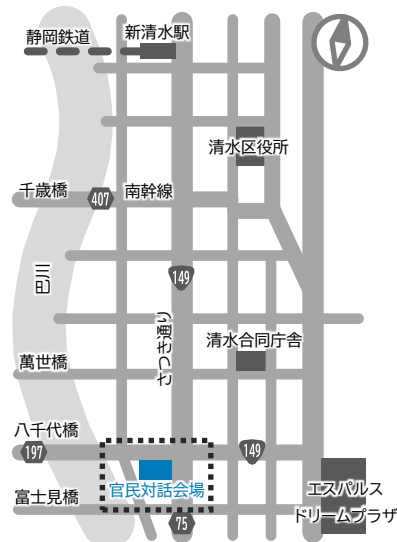 静岡鉄道
新清水駅
清水区役所
千歳橋
407
南幹線
巴川
149
さつき通り
清水合同庁舎
萬世橋
八千代橋
197
149
官民対話会場
エスパルス
ドリームプラザ
富士見橋
75